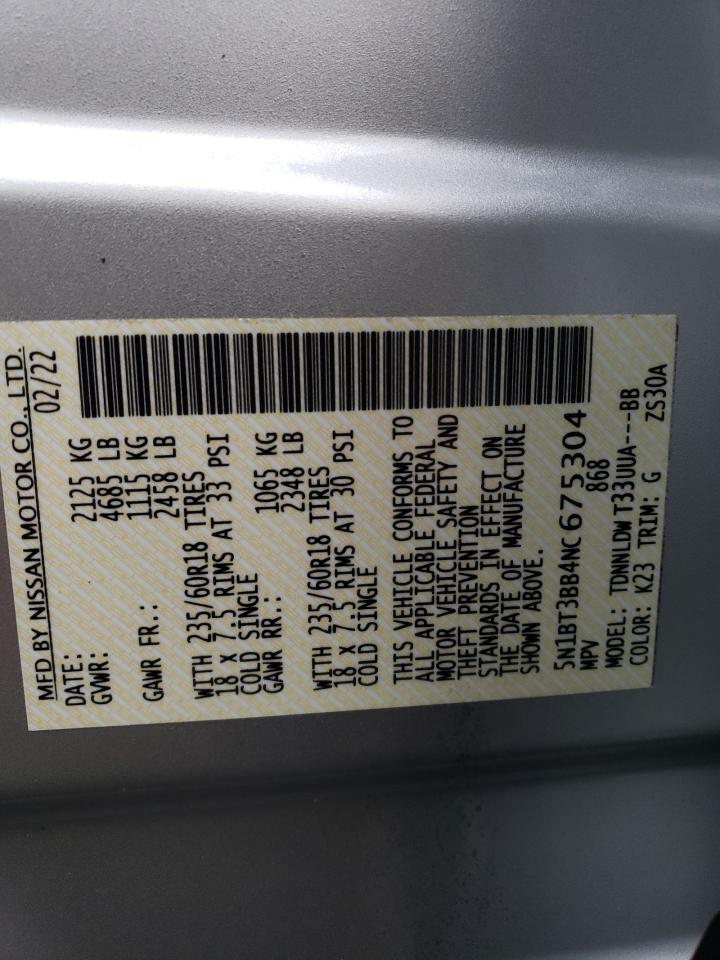 MFD BY NISSAN MOTOR CO., LTD.
DATE: 02/22
GVWR: 2125 KG
4685 LB
GAWR FR.: 1115 KG
2458 LB
WITH 235/60R18 TIRES
18 X 7.5 RIMS AT 33 PSI
COLD SINGLE
GAWR RR.: 1065 KG
2348 LB
WITH 235/60R18 TIRES
18 X 7.5 RIMS AT 30 PSI
COLD SINGLE
THIS VEHICLE CONFORMS TO
ALL APPLICABLE FEDERAL
MOTOR VEHICLE SAFETY AND
THEFT PREVENTION
STANDARDS IN EFFECT ON
THE DATE OF MANUFACTURE
SHOWN ABOVE.
5N1BT3BB4NC675304
MPV 868
MODEL: TDNNLDW T33UUA---BB
COLOR: K23 TRIM: G ZS30A